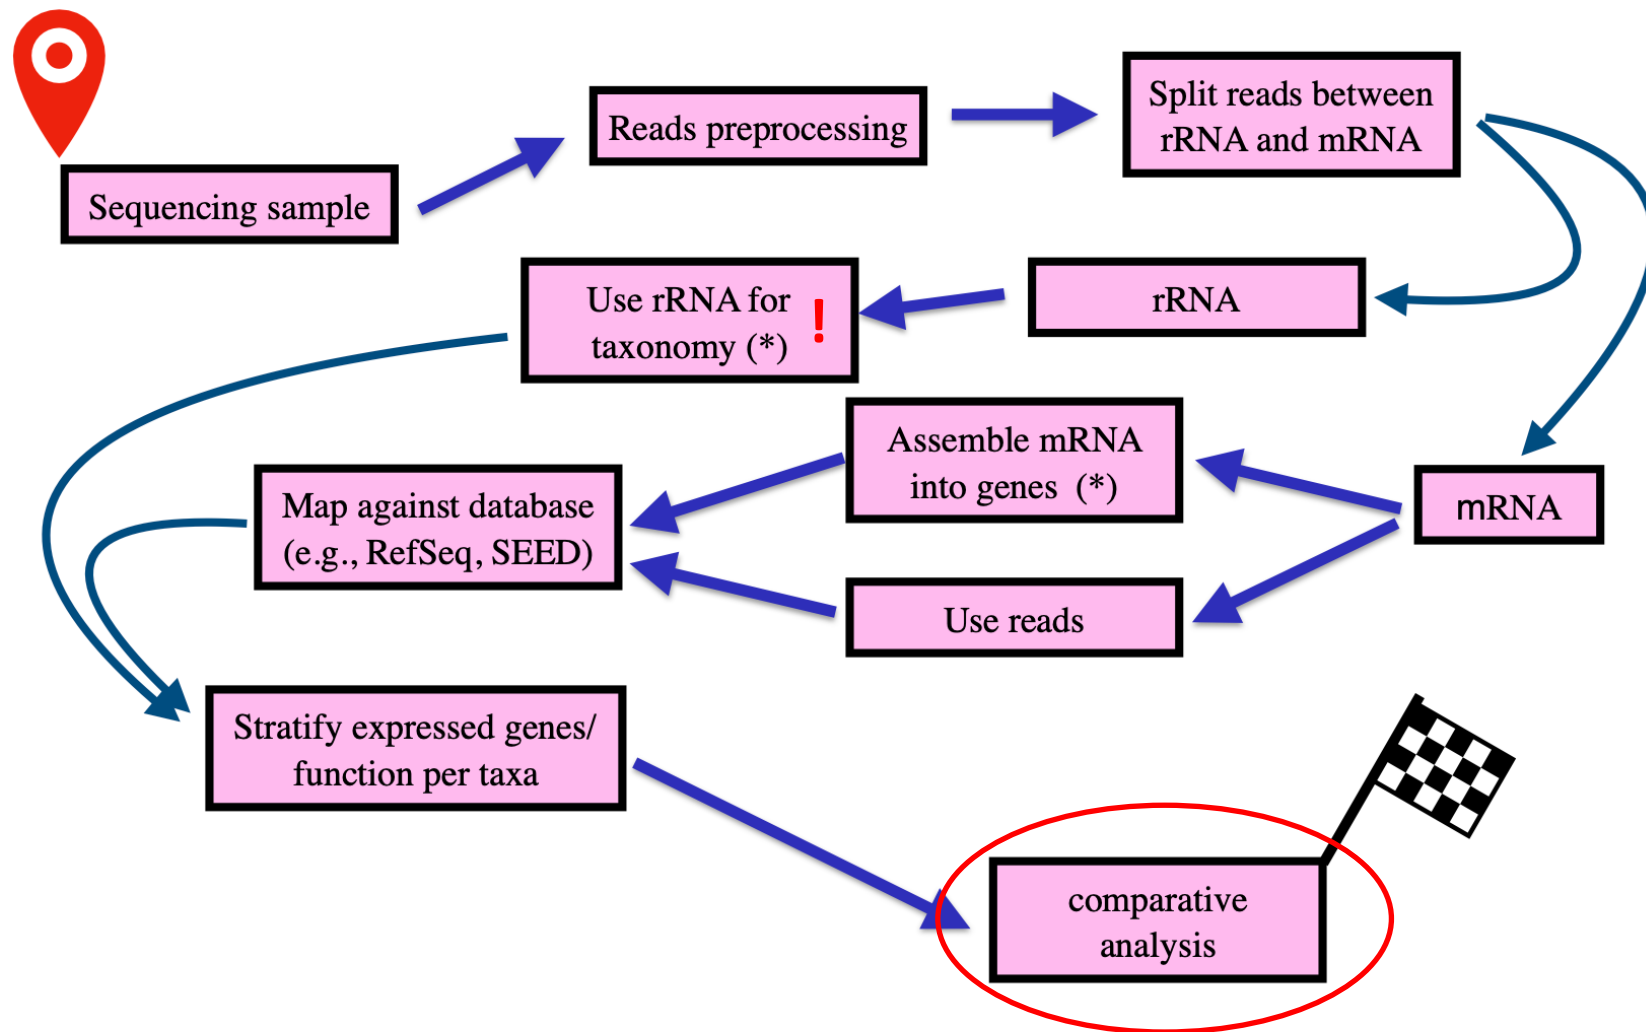 Sequencing sample
Reads preprocessing
Split reads between
rRNA and mRNA
rRNA
Use rRNA for
taxonomy (*) !
Assemble mRNA
into genes (*)
mRNA
Map against database
(e.g., RefSeq, SEED)
Use reads
Stratify expressed genes/
function per taxa
comparative
analysis